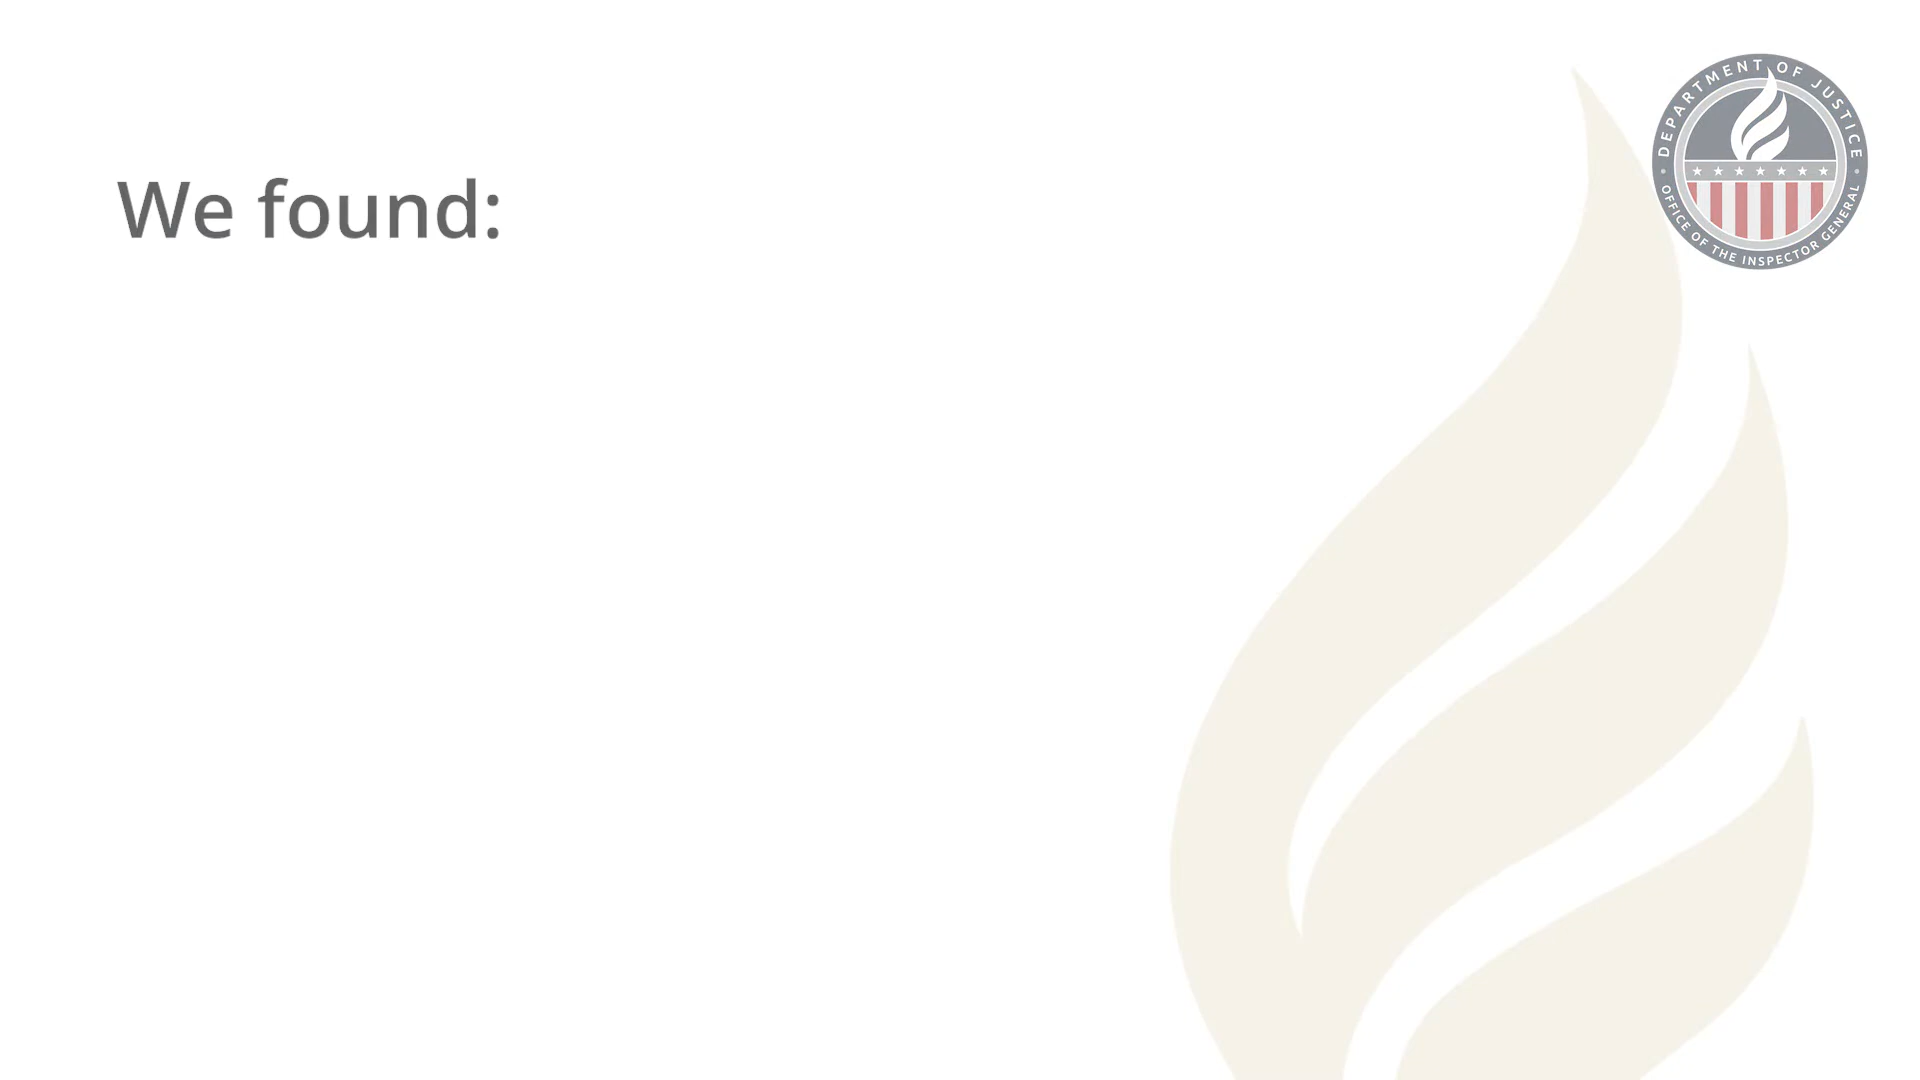 We found:
DEPARTMENT OF JUSTICE
OFFICE OF THE INSPECTOR GENERAL